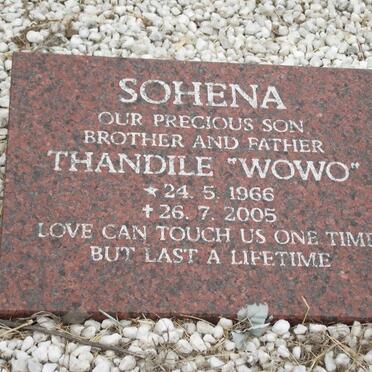 SOHENA
OUR PRECIOUS SON
BROTHER AND FATHER
THANDILE "WOWO"
★ 24. 5. 1966
✝ 26. 7. 2005
LOVE CAN TOUCH US ONE TIME
BUT LAST A LIFETIME